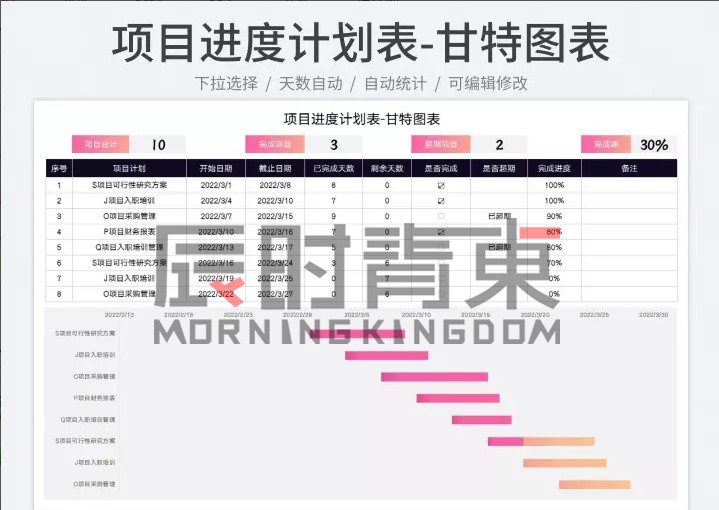 项目进度计划表-甘特图表
下拉选择 / 天数自动 / 自动统计 / 可编辑修改
项目进度计划表-甘特图表
项目合计 10 完成项目 3 超期项目 2 完成率 30%
序号 项目计划 开始日期 截止日期 已完成天数 剩余天数 是否完成 是否超期 完成进度 备注
1 S项目可行性研究方案 2022/3/1 2022/3/8 8 0 ☑ 100%
2 J项目入职培训 2022/3/4 2022/3/10 7 0 ☑ 100%
3 O项目采购管理 2022/3/7 2022/3/15 9 0 ☐ 已超期 90%
4 P项目财务报表 2022/3/10 2022/3/16 7 0 ☑ 80%
5 Q项目入职培训管理 2022/3/13 2022/3/17 5 0 ☐ 已超期 80%
6 S项目可行性研究方案 2022/3/16 2022/3/24 3 6 70%
7 J项目入职培训 2022/3/19 2022/3/25 0 7 0%
8 O项目采购管理 2022/3/22 2022/3/27 0 6 0%
辰时背東
MORNINGKINGDOM
2022/2/13 2022/2/18 2022/2/23 2022/2/28 2022/3/5 2022/3/10 2022/3/15 2022/3/20 2022/3/25 2022/3/30
S项目可行性研究方案
J项目入职培训
O项目采购管理
P项目财务报表
Q项目入职培训管理
S项目可行性研究方案
J项目入职培训
O项目采购管理